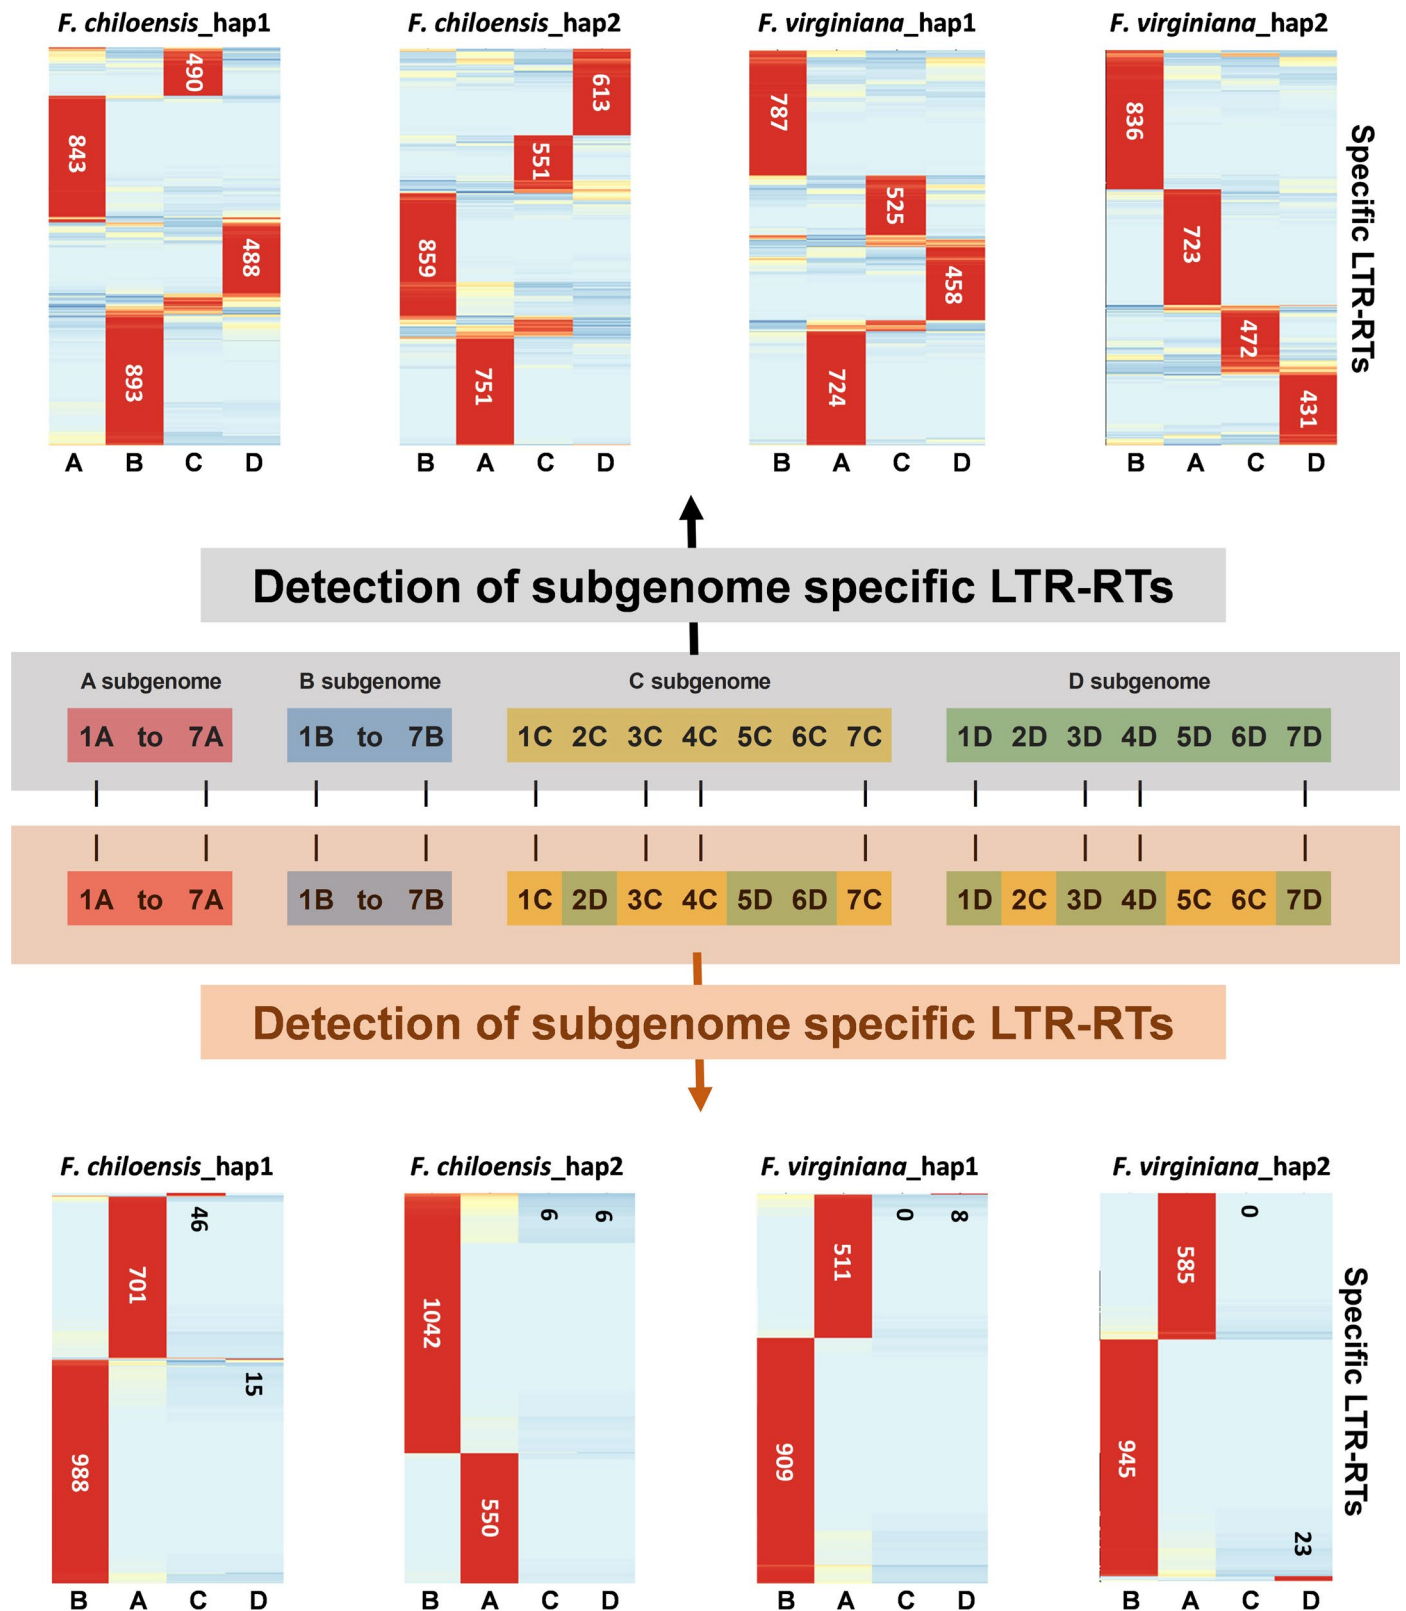 F. chiloensis_hap1
F. chiloensis_hap2
F. virginiana_hap1
F. virginiana_hap2
490
843
488
893
A B C D
613
551
859
751
B A C D
787
525
458
724
B A C D
836
723
472
431
B A C D
Specific LTR-RTs
Detection of subgenome specific LTR-RTs
A subgenome
B subgenome
C subgenome
D subgenome
1A to 7A
1B to 7B
1C 2C 3C 4C 5C 6C 7C
1D 2D 3D 4D 5D 6D 7D
1A to 7A
1B to 7B
1C 2D 3C 4C 5D 6D 7C
1D 2C 3D 4D 5C 6C 7D
Detection of subgenome specific LTR-RTs
F. chiloensis_hap1
F. chiloensis_hap2
F. virginiana_hap1
F. virginiana_hap2
46
701
15
988
B A C D
6
6
1042
550
B A C D
0
8
511
909
B A C D
0
585
945
23
B A C D
Specific LTR-RTs